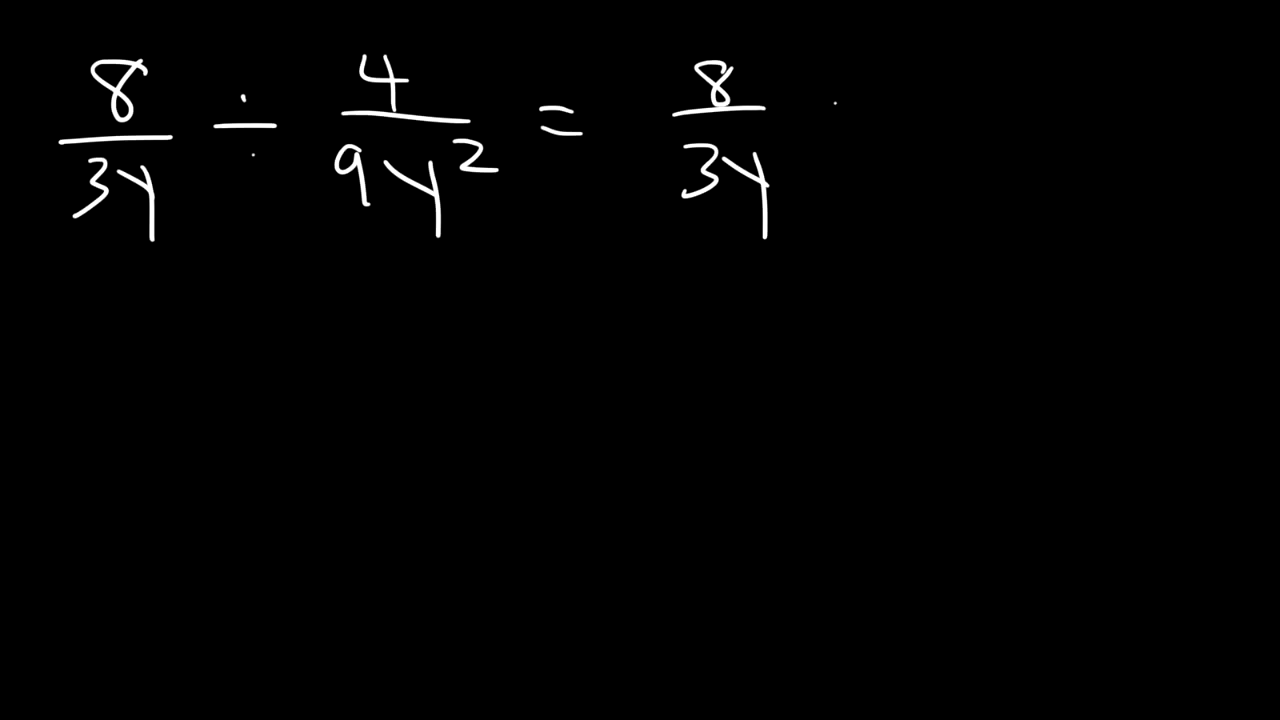 8/3y ÷ 4/9y² = 8/3y